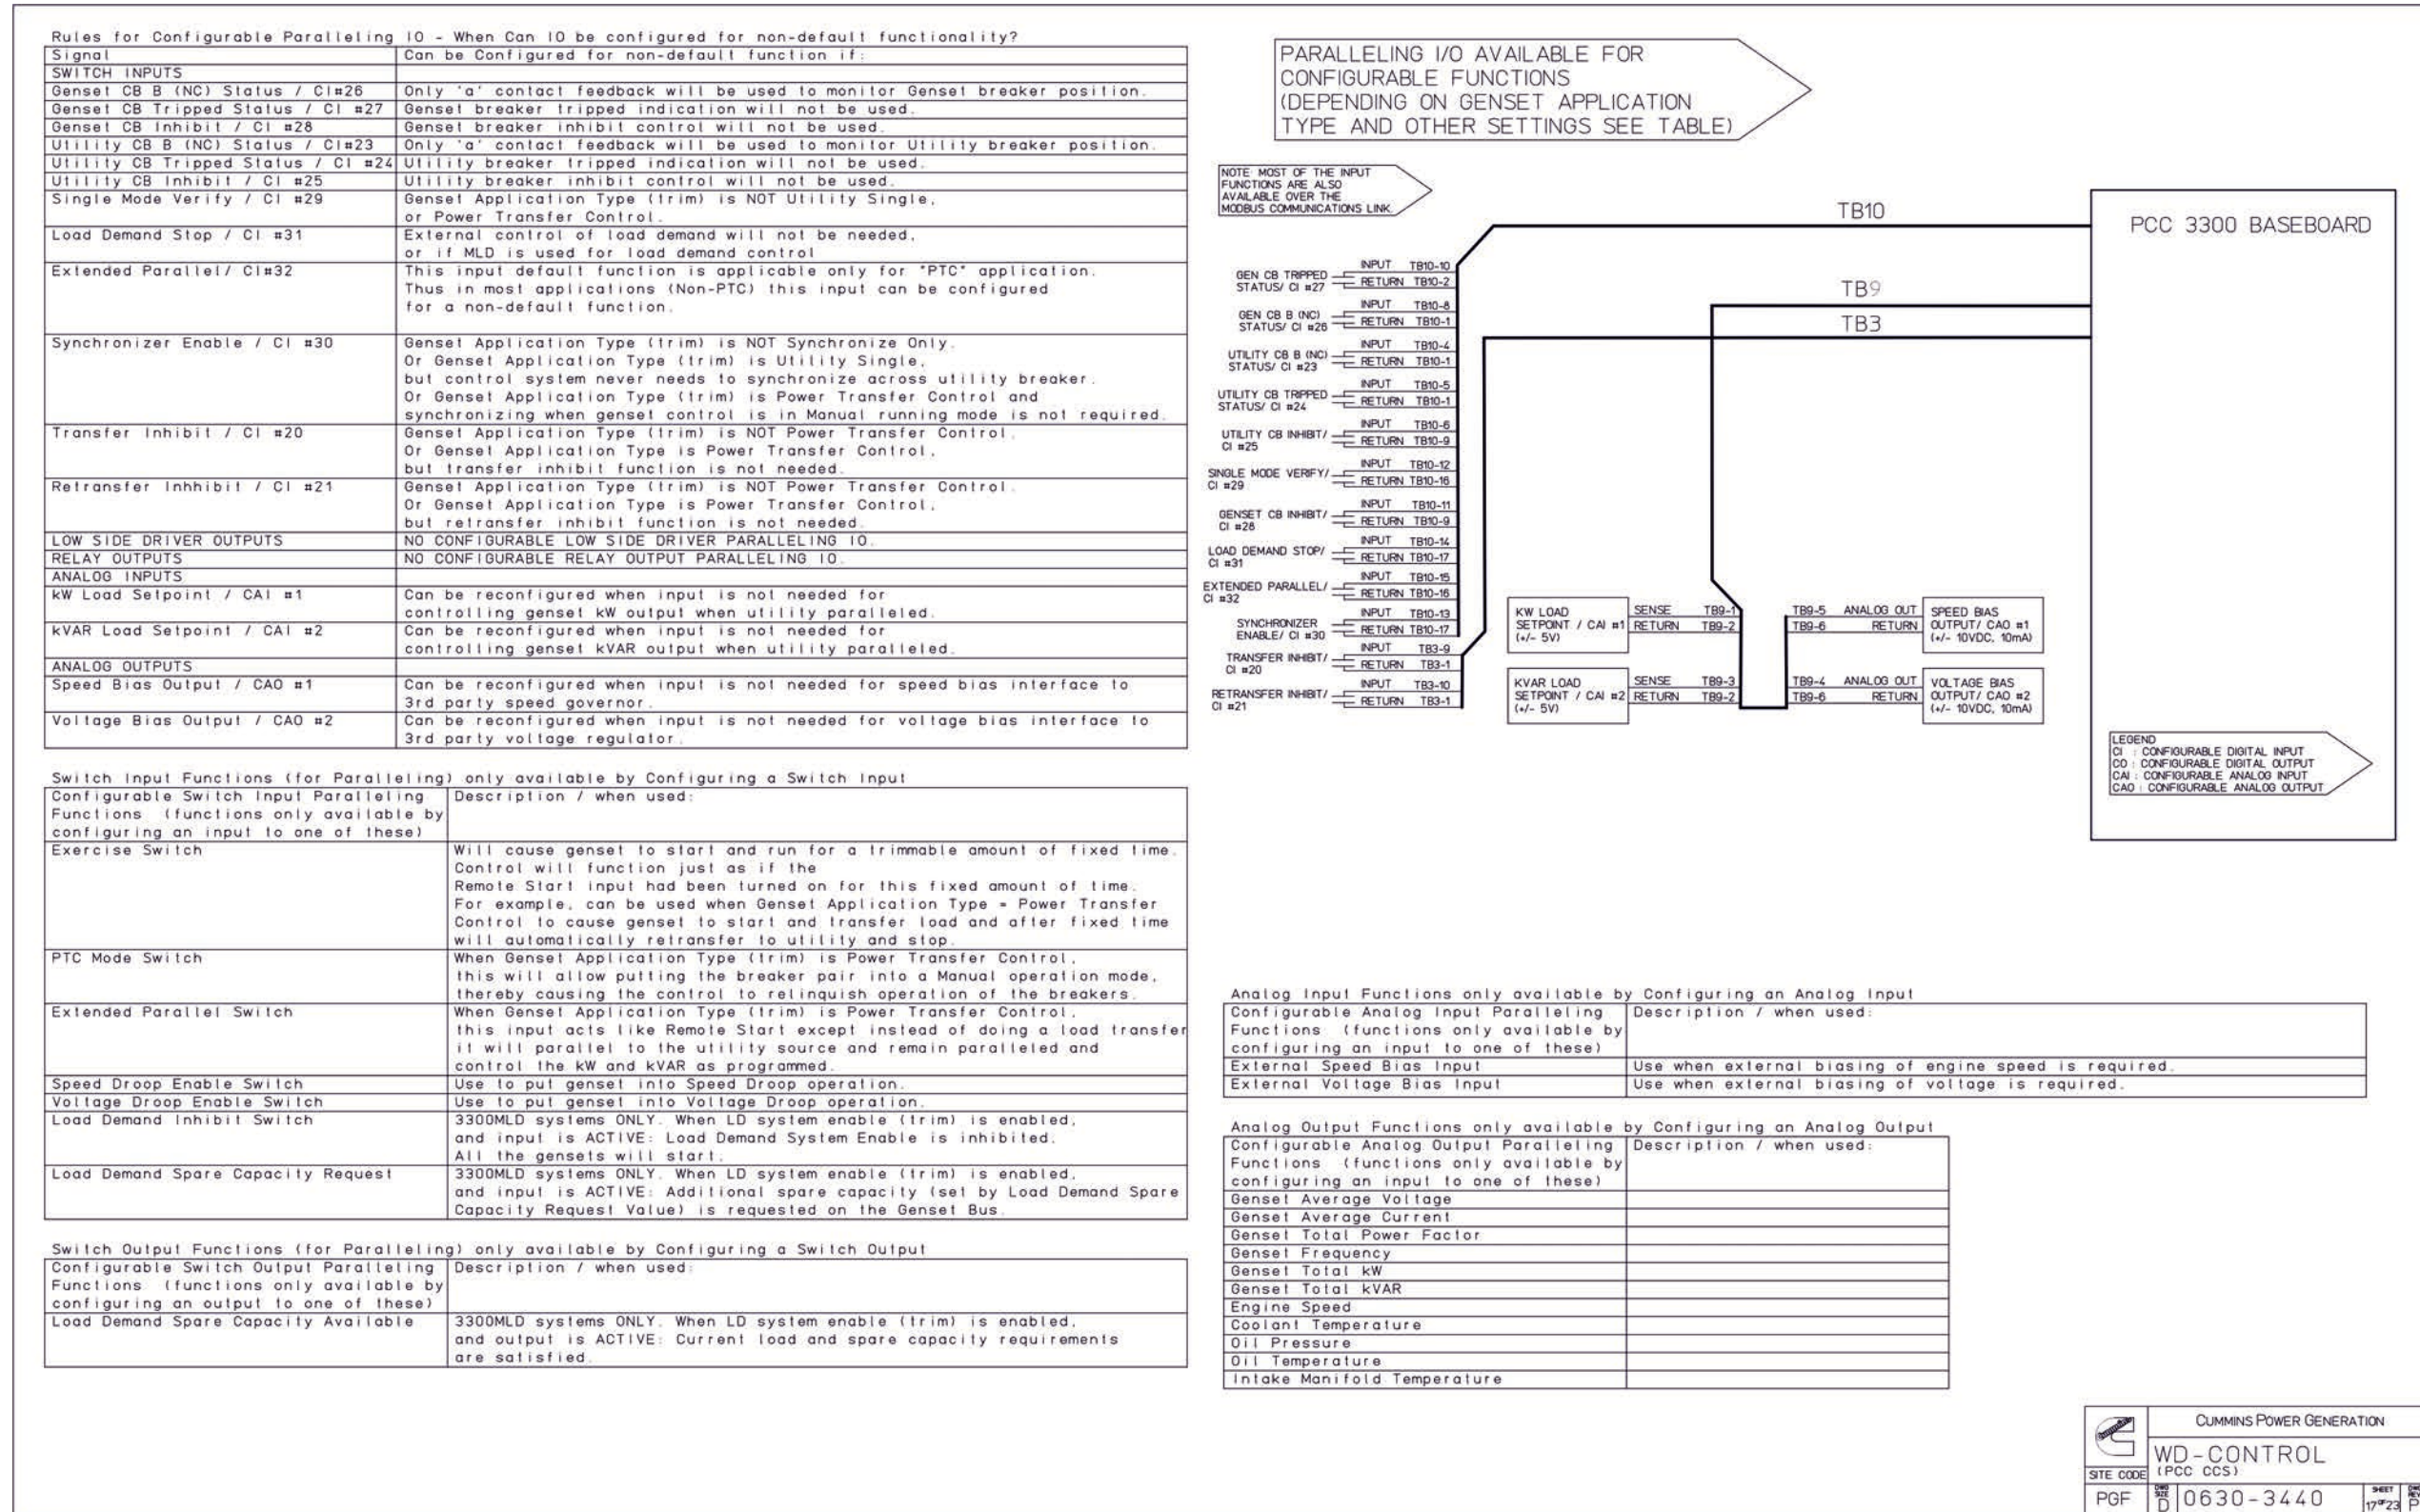 Rules for Configurable Paralleling IO - When Can IO be configured for non-default functionality?
Signal Can be Configured for non-default function if:
SWITCH INPUTS
Genset CB B (NC) Status / CI#26 Only 'a' contact feedback will be used to monitor Genset breaker position.
Genset CB Tripped Status / CI #27 Genset breaker tripped indication will not be used.
Genset CB Inhibit / CI #28 Genset breaker inhibit control will not be used.
Utility CB B (NC) Status / CI#23 Only 'a' contact feedback will be used to monitor Utility breaker position.
Utility CB Tripped Status / CI #24 Utility breaker tripped indication will not be used.
Utility CB Inhibit / CI #25 Utility breaker inhibit control will not be used.
Single Mode Verify / CI #29 Genset Application Type (trim) is NOT Utility Single,
or Power Transfer Control.
Load Demand Stop / CI #31 External control of load demand will not be needed,
or if MLD is used for load demand control
Extended Parallel/ CI#32 This input default function is applicable only for "PTC" application.
Thus in most applications (Non-PTC) this input can be configured
for a non-default function.
Synchronizer Enable / CI #30 Genset Application Type (trim) is NOT Synchronize Only.
Or Genset Application Type (trim) is Utility Single,
but control system never needs to synchronize across utility breaker.
Or Genset Application Type (trim) is Power Transfer Control and
synchronizing when genset control is in Manual running mode is not required.
Transfer Inhibit / CI #20 Genset Application Type (trim) is NOT Power Transfer Control.
Or Genset Application Type is Power Transfer Control,
but transfer inhibit function is not needed.
Retransfer Inhhibit / CI #21 Genset Application Type (trim) is NOT Power Transfer Control.
Or Genset Application Type is Power Transfer Control,
but retransfer inhibit function is not needed.
LOW SIDE DRIVER OUTPUTS NO CONFIGURABLE LOW SIDE DRIVER PARALLELING IO.
RELAY OUTPUTS NO CONFIGURABLE RELAY OUTPUT PARALLELING IO.
ANALOG INPUTS
kW Load Setpoint / CAI #1 Can be reconfigured when input is not needed for
controlling genset kW output when utility paralleled.
kVAR Load Setpoint / CAI #2 Can be reconfigured when input is not needed for
controlling genset kVAR output when utility paralleled.
ANALOG OUTPUTS
Speed Bias Output / CAO #1 Can be reconfigured when input is not needed for speed bias interface to
3rd party speed governor.
Voltage Bias Output / CAO #2 Can be reconfigured when input is not needed for voltage bias interface to
3rd party voltage regulator.
Switch Input Functions (for Paralleling) only available by Configuring a Switch Input
Configurable Switch Input Paralleling Description / when used:
Functions (functions only available by
configuring an input to one of these)
Exercise Switch Will cause genset to start and run for a trimmable amount of fixed time.
Control will function just as if the
Remote Start input had been turned on for this fixed amount of time.
For example, can be used when Genset Application Type = Power Transfer
Control to cause genset to start and transfer load and after fixed time
will automatically retransfer to utility and stop.
PTC Mode Switch When Genset Application Type (trim) is Power Transfer Control,
this will allow putting the breaker pair into a Manual operation mode,
thereby causing the control to relinquish operation of the breakers.
Extended Parallel Switch When Genset Application Type (trim) is Power Transfer Control,
this input acts like Remote Start except instead of doing a load transfer
it will parallel to the utility source and remain paralleled and
control the kW and kVAR as programmed.
Speed Droop Enable Switch Use to put genset into Speed Droop operation.
Voltage Droop Enable Switch Use to put genset into Voltage Droop operation.
Load Demand Inhibit Switch 3300MLD systems ONLY. When LD system enable (trim) is enabled,
and input is ACTIVE: Load Demand System Enable is inhibited.
All the gensets will start.
Load Demand Spare Capacity Request 3300MLD systems ONLY. When LD system enable (trim) is enabled,
and input is ACTIVE: Additional spare capacity (set by Load Demand Spare
Capacity Request Value) is requested on the Genset Bus.
Switch Output Functions (for Paralleling) only available by Configuring a Switch Output
Configurable Switch Output Paralleling Description / when used:
Functions (functions only available by
configuring an output to one of these)
Load Demand Spare Capacity Available 3300MLD systems ONLY. When LD system enable (trim) is enabled,
and output is ACTIVE: Current load and spare capacity requirements
are satisfied.
PARALLELING I/O AVAILABLE FOR
CONFIGURABLE FUNCTIONS
(DEPENDING ON GENSET APPLICATION
TYPE AND OTHER SETTINGS SEE TABLE)
NOTE: MOST OF THE INPUT
FUNCTIONS ARE ALSO
AVAILABLE OVER THE
MODBUS COMMUNICATIONS LINK.
TB10
TB9
TB3
PCC 3300 BASEBOARD
GEN CB TRIPPED INPUT TB10-10
STATUS/ CI #27 RETURN TB10-2
GEN CB B (NC) INPUT TB10-8
STATUS/ CI #26 RETURN TB10-1
UTILITY CB B (NC) INPUT TB10-4
STATUS/ CI #23 RETURN TB10-1
UTILITY CB TRIPPED INPUT TB10-5
STATUS/ CI #24 RETURN TB10-1
UTILITY CB INHIBIT/ INPUT TB10-6
CI #25 RETURN TB10-9
SINGLE MODE VERIFY/ INPUT TB10-12
CI #29 RETURN TB10-16
GENSET CB INHIBIT/ INPUT TB10-11
CI #28 RETURN TB10-9
LOAD DEMAND STOP/ INPUT TB10-14
CI #31 RETURN TB10-17
EXTENDED PARALLEL/ INPUT TB10-15
CI #32 RETURN TB10-16
SYNCHRONIZER INPUT TB10-13
ENABLE/ CI #30 RETURN TB10-17
TRANSFER INHIBIT/ INPUT TB3-9
CI #20 RETURN TB3-1
RETRANSFER INHIBIT/ INPUT TB3-10
CI #21 RETURN TB3-1
KW LOAD SENSE TB9-1 TB9-5 ANALOG OUT SPEED BIAS
SETPOINT / CAI #1 RETURN TB9-2 TB9-6 RETURN OUTPUT/ CAO #1
(+/- 5V) (+/- 10VDC, 10mA)
KVAR LOAD SENSE TB9-3 TB9-4 ANALOG OUT VOLTAGE BIAS
SETPOINT / CAI #2 RETURN TB9-2 TB9-6 RETURN OUTPUT/ CAO #2
(+/- 5V) (+/- 10VDC, 10mA)
LEGEND
CI : CONFIGURABLE DIGITAL INPUT
CO : CONFIGURABLE DIGITAL OUTPUT
CAI : CONFIGURABLE ANALOG INPUT
CAO : CONFIGURABLE ANALOG OUTPUT
Analog Input Functions only available by Configuring an Analog Input
Configurable Analog Input Paralleling Description / when used:
Functions (functions only available by
configuring an input to one of these)
External Speed Bias Input Use when external biasing of engine speed is required.
External Voltage Bias Input Use when external biasing of voltage is required.
Analog Output Functions only available by Configuring an Analog Output
Configurable Analog Output Paralleling Description / when used:
Functions (functions only available by
configuring an input to one of these)
Genset Average Voltage
Genset Average Current
Genset Total Power Factor
Genset Frequency
Genset Total kW
Genset Total kVAR
Engine Speed
Coolant Temperature
Oil Pressure
Oil Temperature
Intake Manifold Temperature
CUMMINS POWER GENERATION
WD-CONTROL
(PCC CCS)
SITE CODE
PGF
DWG SIZE
D
0630-3440
SHEET
17 OF 23